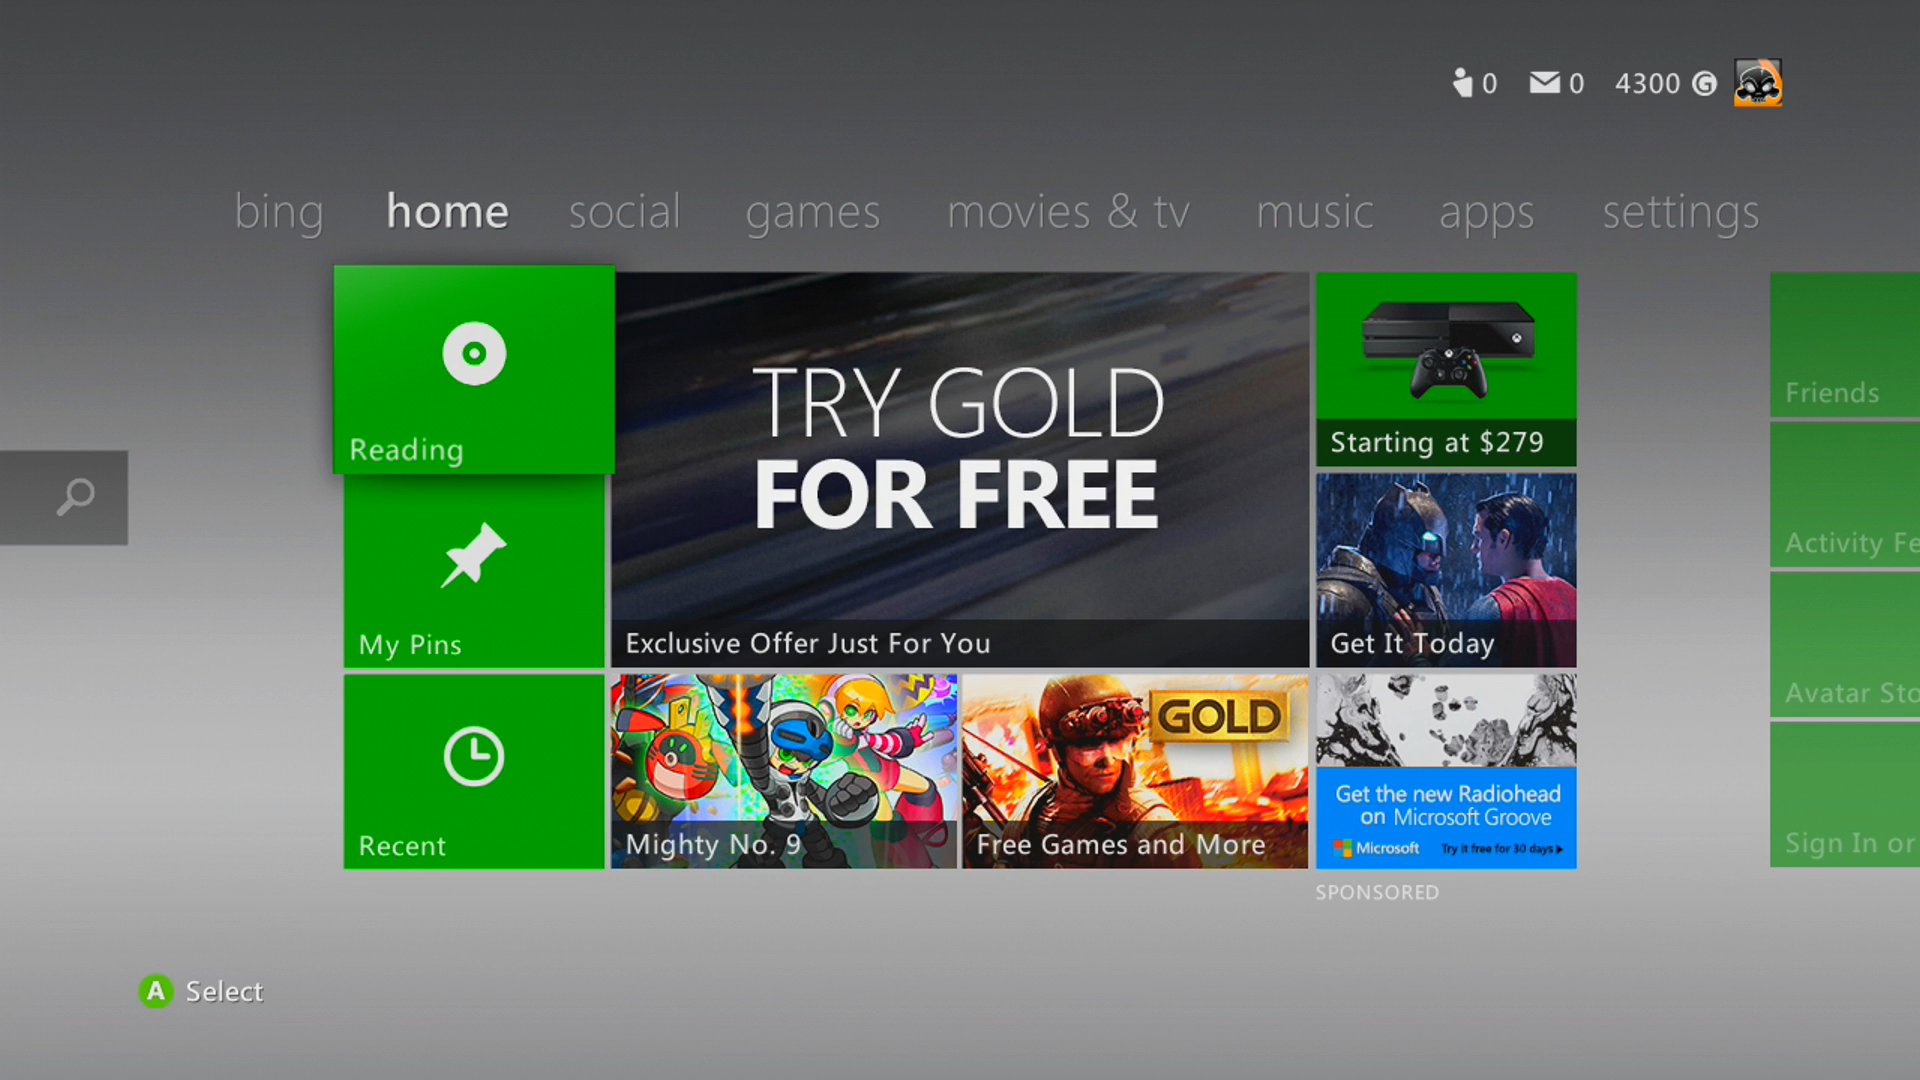 0 0 4300 G
bing home social games movies & tv music apps settings
Reading
My Pins
Recent
TRY GOLD
FOR FREE
Exclusive Offer Just For You
Mighty No. 9
GOLD
Free Games and More
Starting at $279
Get It Today
Get the new Radiohead
on Microsoft Groove
Microsoft Try it free for 30 days
SPONSORED
Friends
Activity Fe
Avatar Sto
Sign In or
A Select